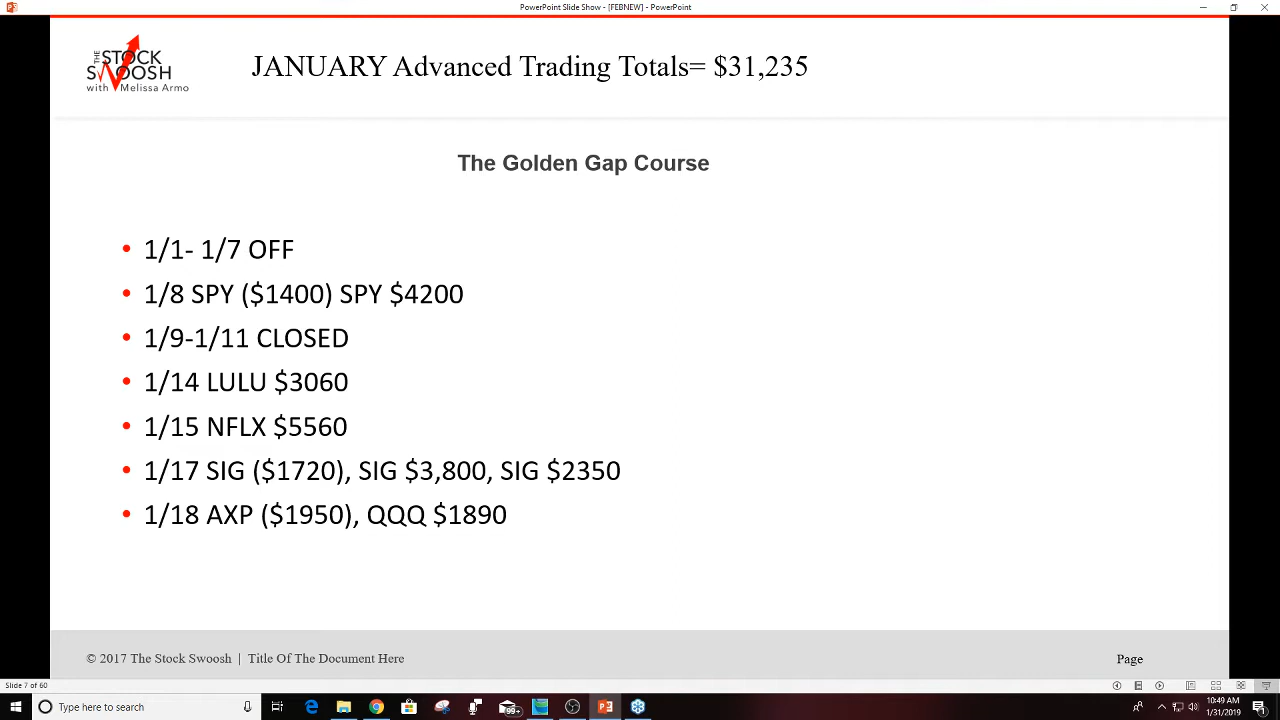 PowerPoint Slide Show - [FEBNEW] - PowerPoint
THE STOCK
SWOOSH
with Melissa Armo
JANUARY Advanced Trading Totals= $31,235
The Golden Gap Course
• 1/1- 1/7 OFF
• 1/8 SPY ($1400) SPY $4200
• 1/9-1/11 CLOSED
• 1/14 LULU $3060
• 1/15 NFLX $5560
• 1/17 SIG ($1720), SIG $3,800, SIG $2350
• 1/18 AXP ($1950), QQQ $1890
© 2017 The Stock Swoosh | Title Of The Document Here
Page
Slide 7 of 60
Type here to search
99+
10:49 AM
1/31/2019
1